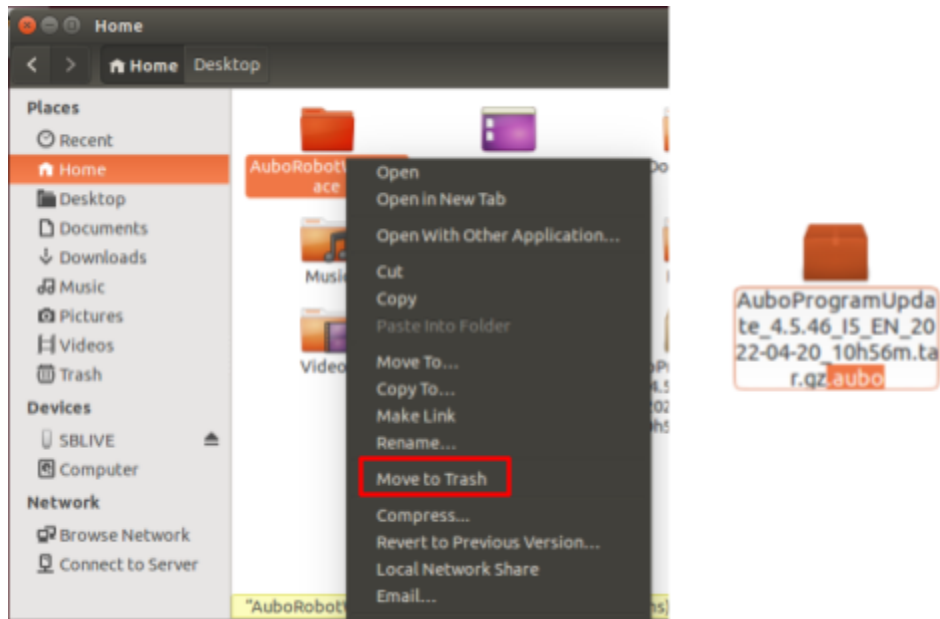 Home
Home Desktop
Places
Recent
Home
Desktop
Documents
Downloads
Music
Pictures
Videos
Trash
Devices
SBLIVE
Computer
Network
Browse Network
Connect to Server
AuboRobotW
ace
Musi
Video
Do
Open
Open in New Tab
Open With Other Application...
Cut
Copy
Paste Into Folder
Move To...
Copy To...
Make Link
Rename...
Move to Trash
Compress...
Revert to Previous Version...
Local Network Share
Email...
"AuboRobot
AuboProgramUpda
te_4.5.46_I5_EN_20
22-04-20_10h56m.ta
r.gz.aubo